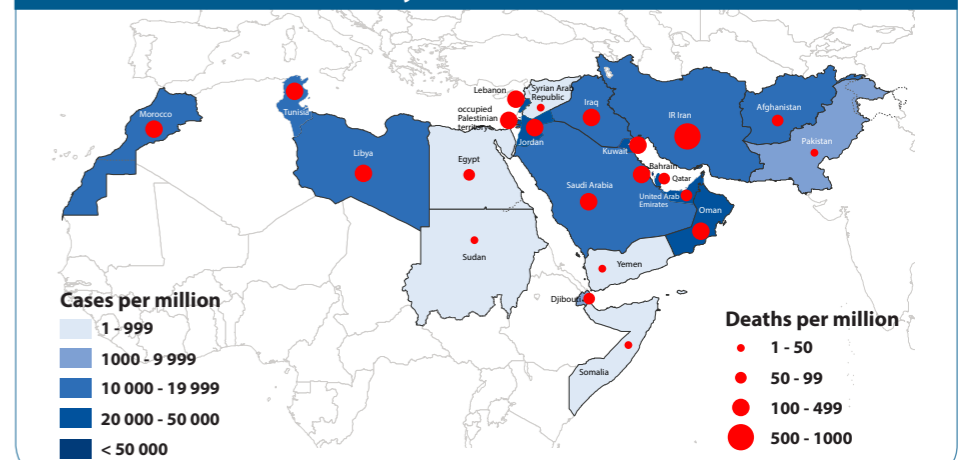 Morocco
Tunisia
Libya
Egypt
Sudan
Lebanon
occupied
Palestinian
territory
Syrian Arab
Republic
Jordan
Iraq
Kuwait
IR Iran
Afghanistan
Pakistan
Saudi Arabia
Bahrain
Qatar
United Arab
Emirates
Oman
Yemen
Djibouti
Somalia
Cases per million
1 - 999
1000 - 9 999
10 000 - 19 999
20 000 - 50 000
< 50 000
Deaths per million
1 - 50
50 - 99
100 - 499
500 - 1000